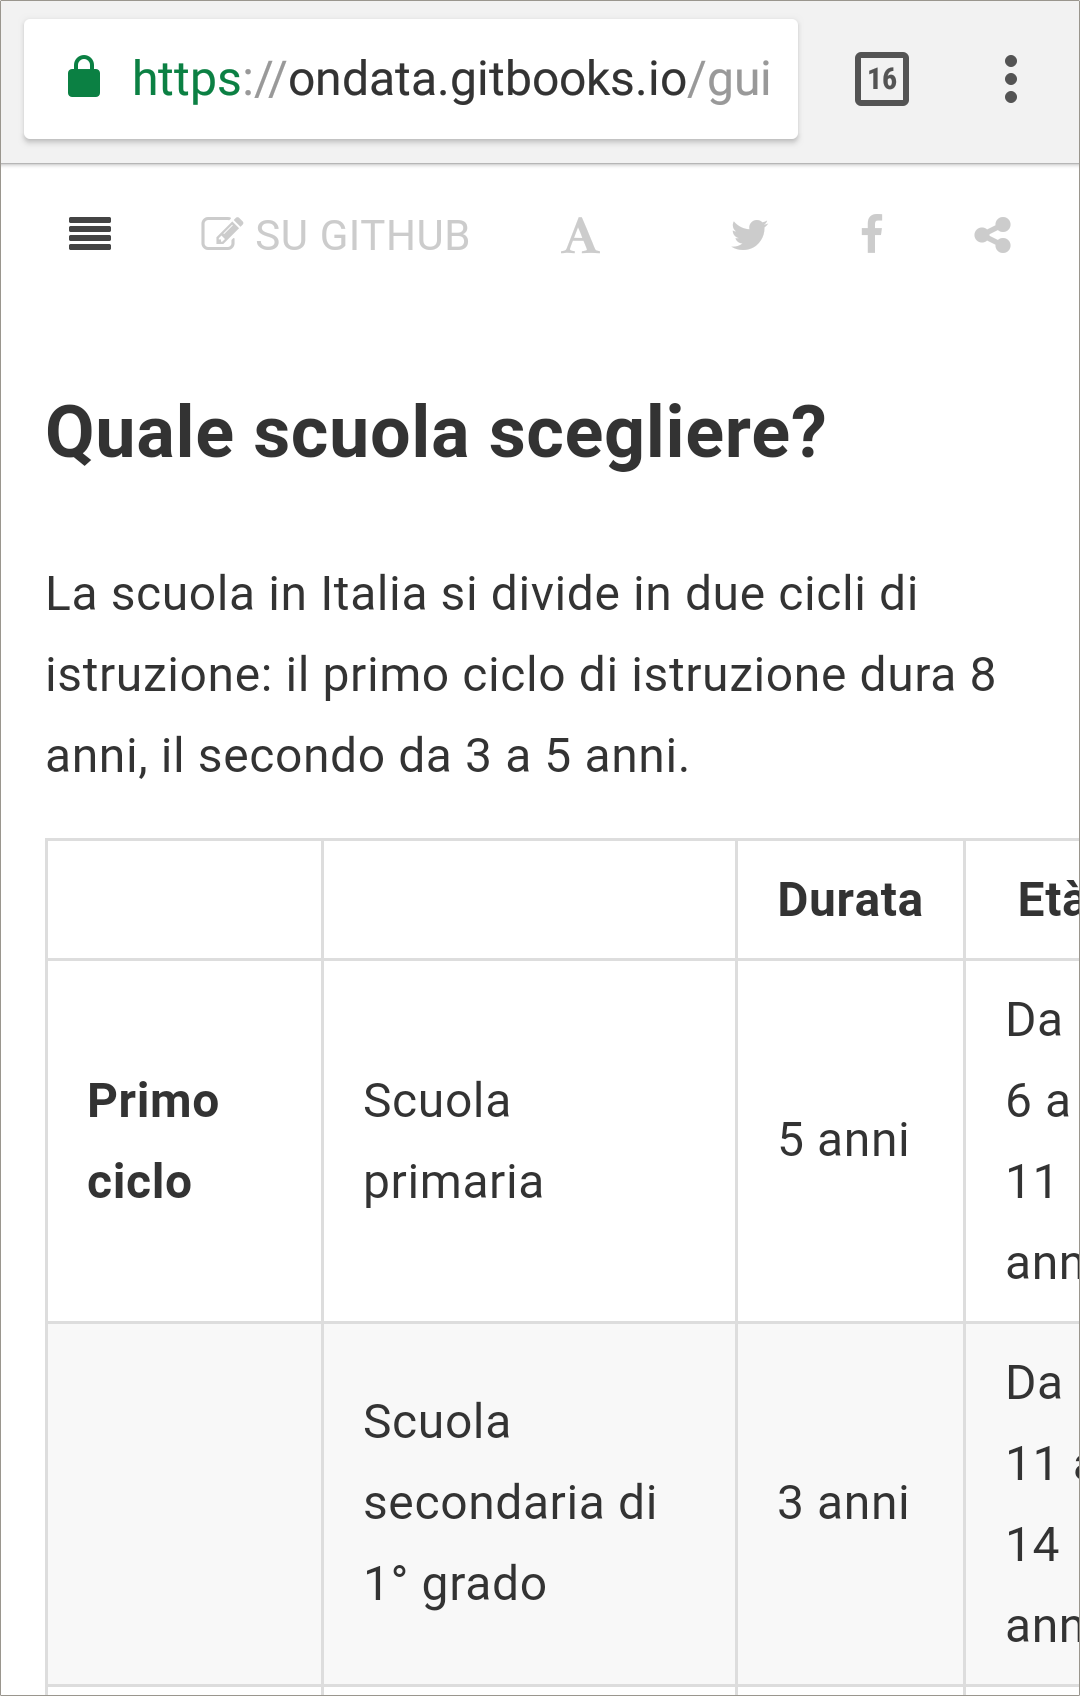 https://ondata.gitbooks.io/gui
16
SU GITHUB
A
Quale scuola scegliere?
La scuola in Italia si divide in due cicli di
istruzione: il primo ciclo di istruzione dura 8
anni, il secondo da 3 a 5 anni.
Durata
Età
Primo
ciclo
Scuola
primaria
5 anni
Da
6 a
11
ann
Scuola
secondaria di
1° grado
3 anni
Da
11 a
14
ann